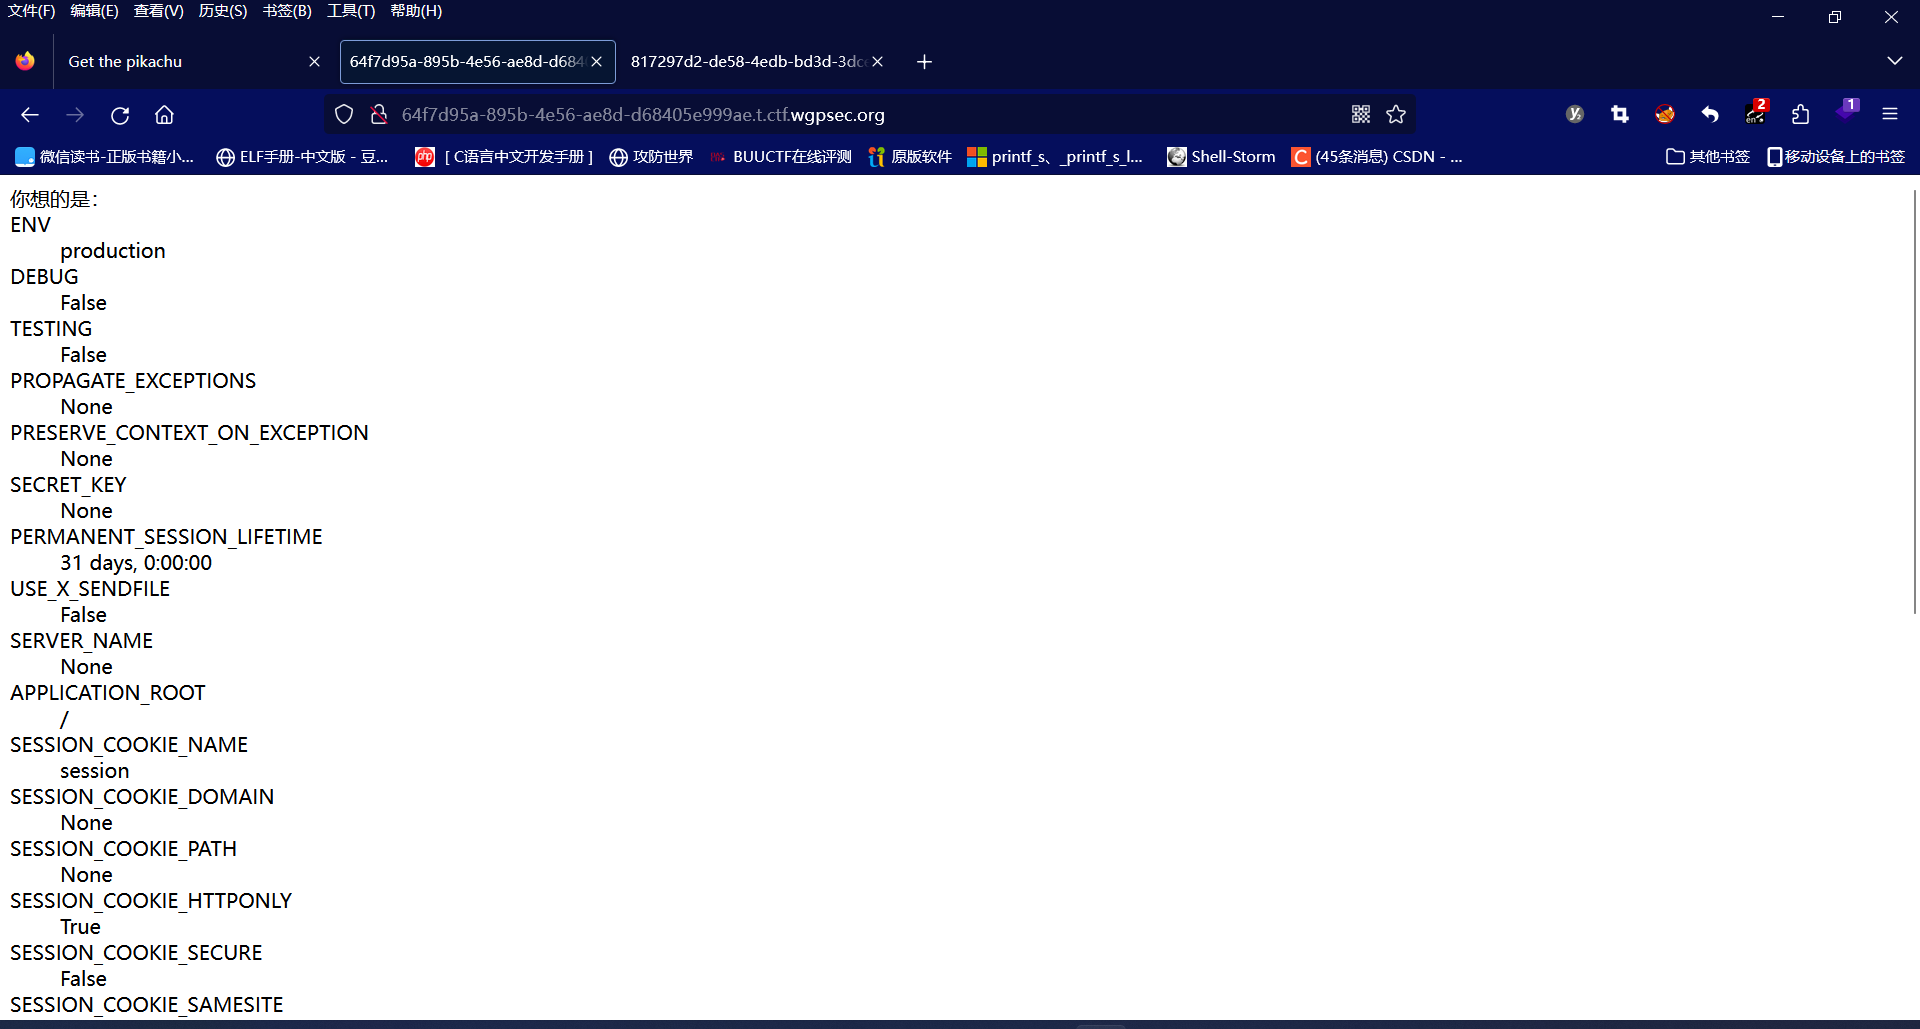 文件(F) 编辑(E) 查看(V) 历史(S) 书签(B) 工具(T) 帮助(H)
Get the pikachu
64f7d95a-895b-4e56-ae8d-d684
817297d2-de58-4edb-bd3d-3dc
64f7d95a-895b-4e56-ae8d-d68405e999ae.t.ctf.wgpsec.org
2
1
微信读书-正版书籍小... ELF手册-中文版 - 豆... [ C语言中文开发手册 ] 攻防世界 BUUCTF在线评测 原版软件 printf_s、_printf_s_l... Shell-Storm (45条消息) CSDN - ... 其他书签 移动设备上的书签
你想的是：
ENV
production
DEBUG
False
TESTING
False
PROPAGATE_EXCEPTIONS
None
PRESERVE_CONTEXT_ON_EXCEPTION
None
SECRET_KEY
None
PERMANENT_SESSION_LIFETIME
31 days, 0:00:00
USE_X_SENDFILE
False
SERVER_NAME
None
APPLICATION_ROOT
/
SESSION_COOKIE_NAME
session
SESSION_COOKIE_DOMAIN
None
SESSION_COOKIE_PATH
None
SESSION_COOKIE_HTTPONLY
True
SESSION_COOKIE_SECURE
False
SESSION_COOKIE_SAMESITE